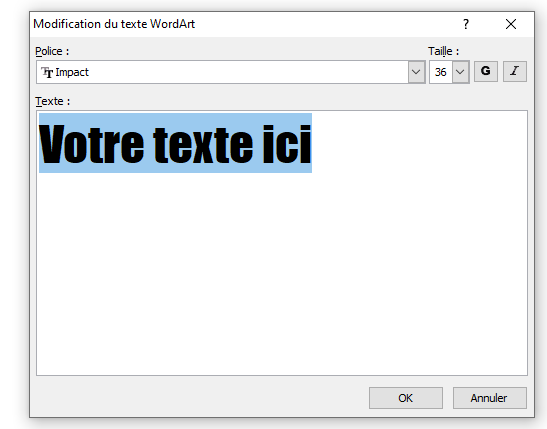 Modification du texte WordArt ?
Police : Taille :
Impact 36 G I
Texte :
Votre texte ici
OK Annuler